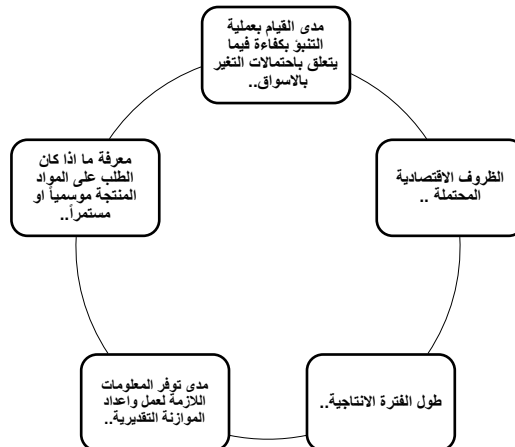 مدى القيام بعملية
التنبؤ بكفاءة فيما
يتعلق باحتمالات التغير
بالاسواق..
الظروف الاقتصادية
المحتملة ..
طول الفترة الانتاجية..
مدى توفر المعلومات
اللازمة لعمل واعداد
الموازنة التقديرية..
معرفة ما اذا كان
الطلب على المواد
المنتجة موسمياً او
مستمراً..